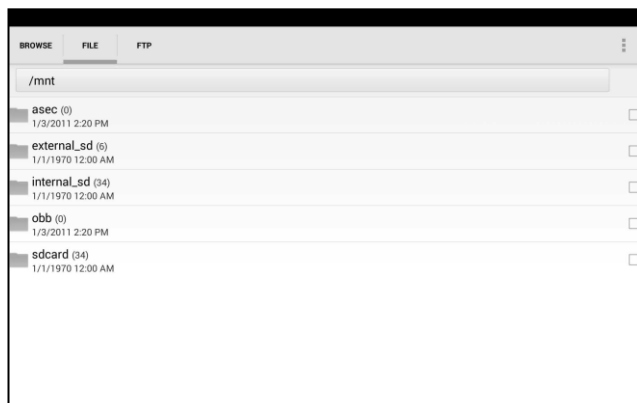 BROWSE FILE FTP
/mnt
asec (0)
1/3/2011 2:20 PM
external_sd (6)
1/1/1970 12:00 AM
internal_sd (34)
1/1/1970 12:00 AM
obb (0)
1/3/2011 2:20 PM
sdcard (34)
1/1/1970 12:00 AM